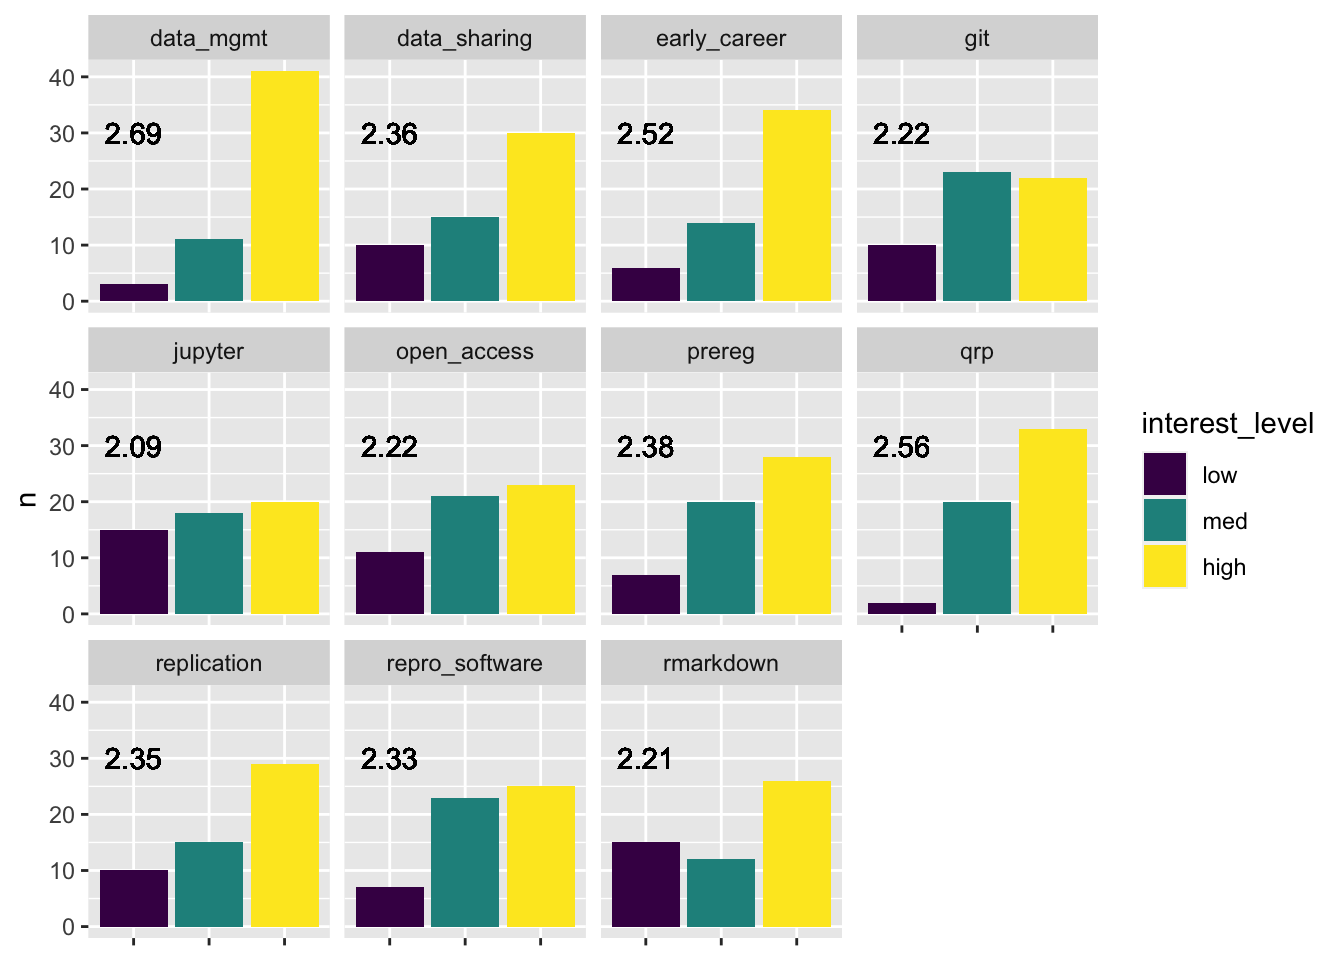 data_mgmt data_sharing early_career git
40
30
20
10
0
2.69 2.36 2.52 2.22
jupyter open_access prereg qrp
40
30
20
10
0
2.09 2.22 2.38 2.56
replication repro_software rmarkdown
40
30
20
10
0
2.35 2.33 2.21
n
interest_level
low
med
high